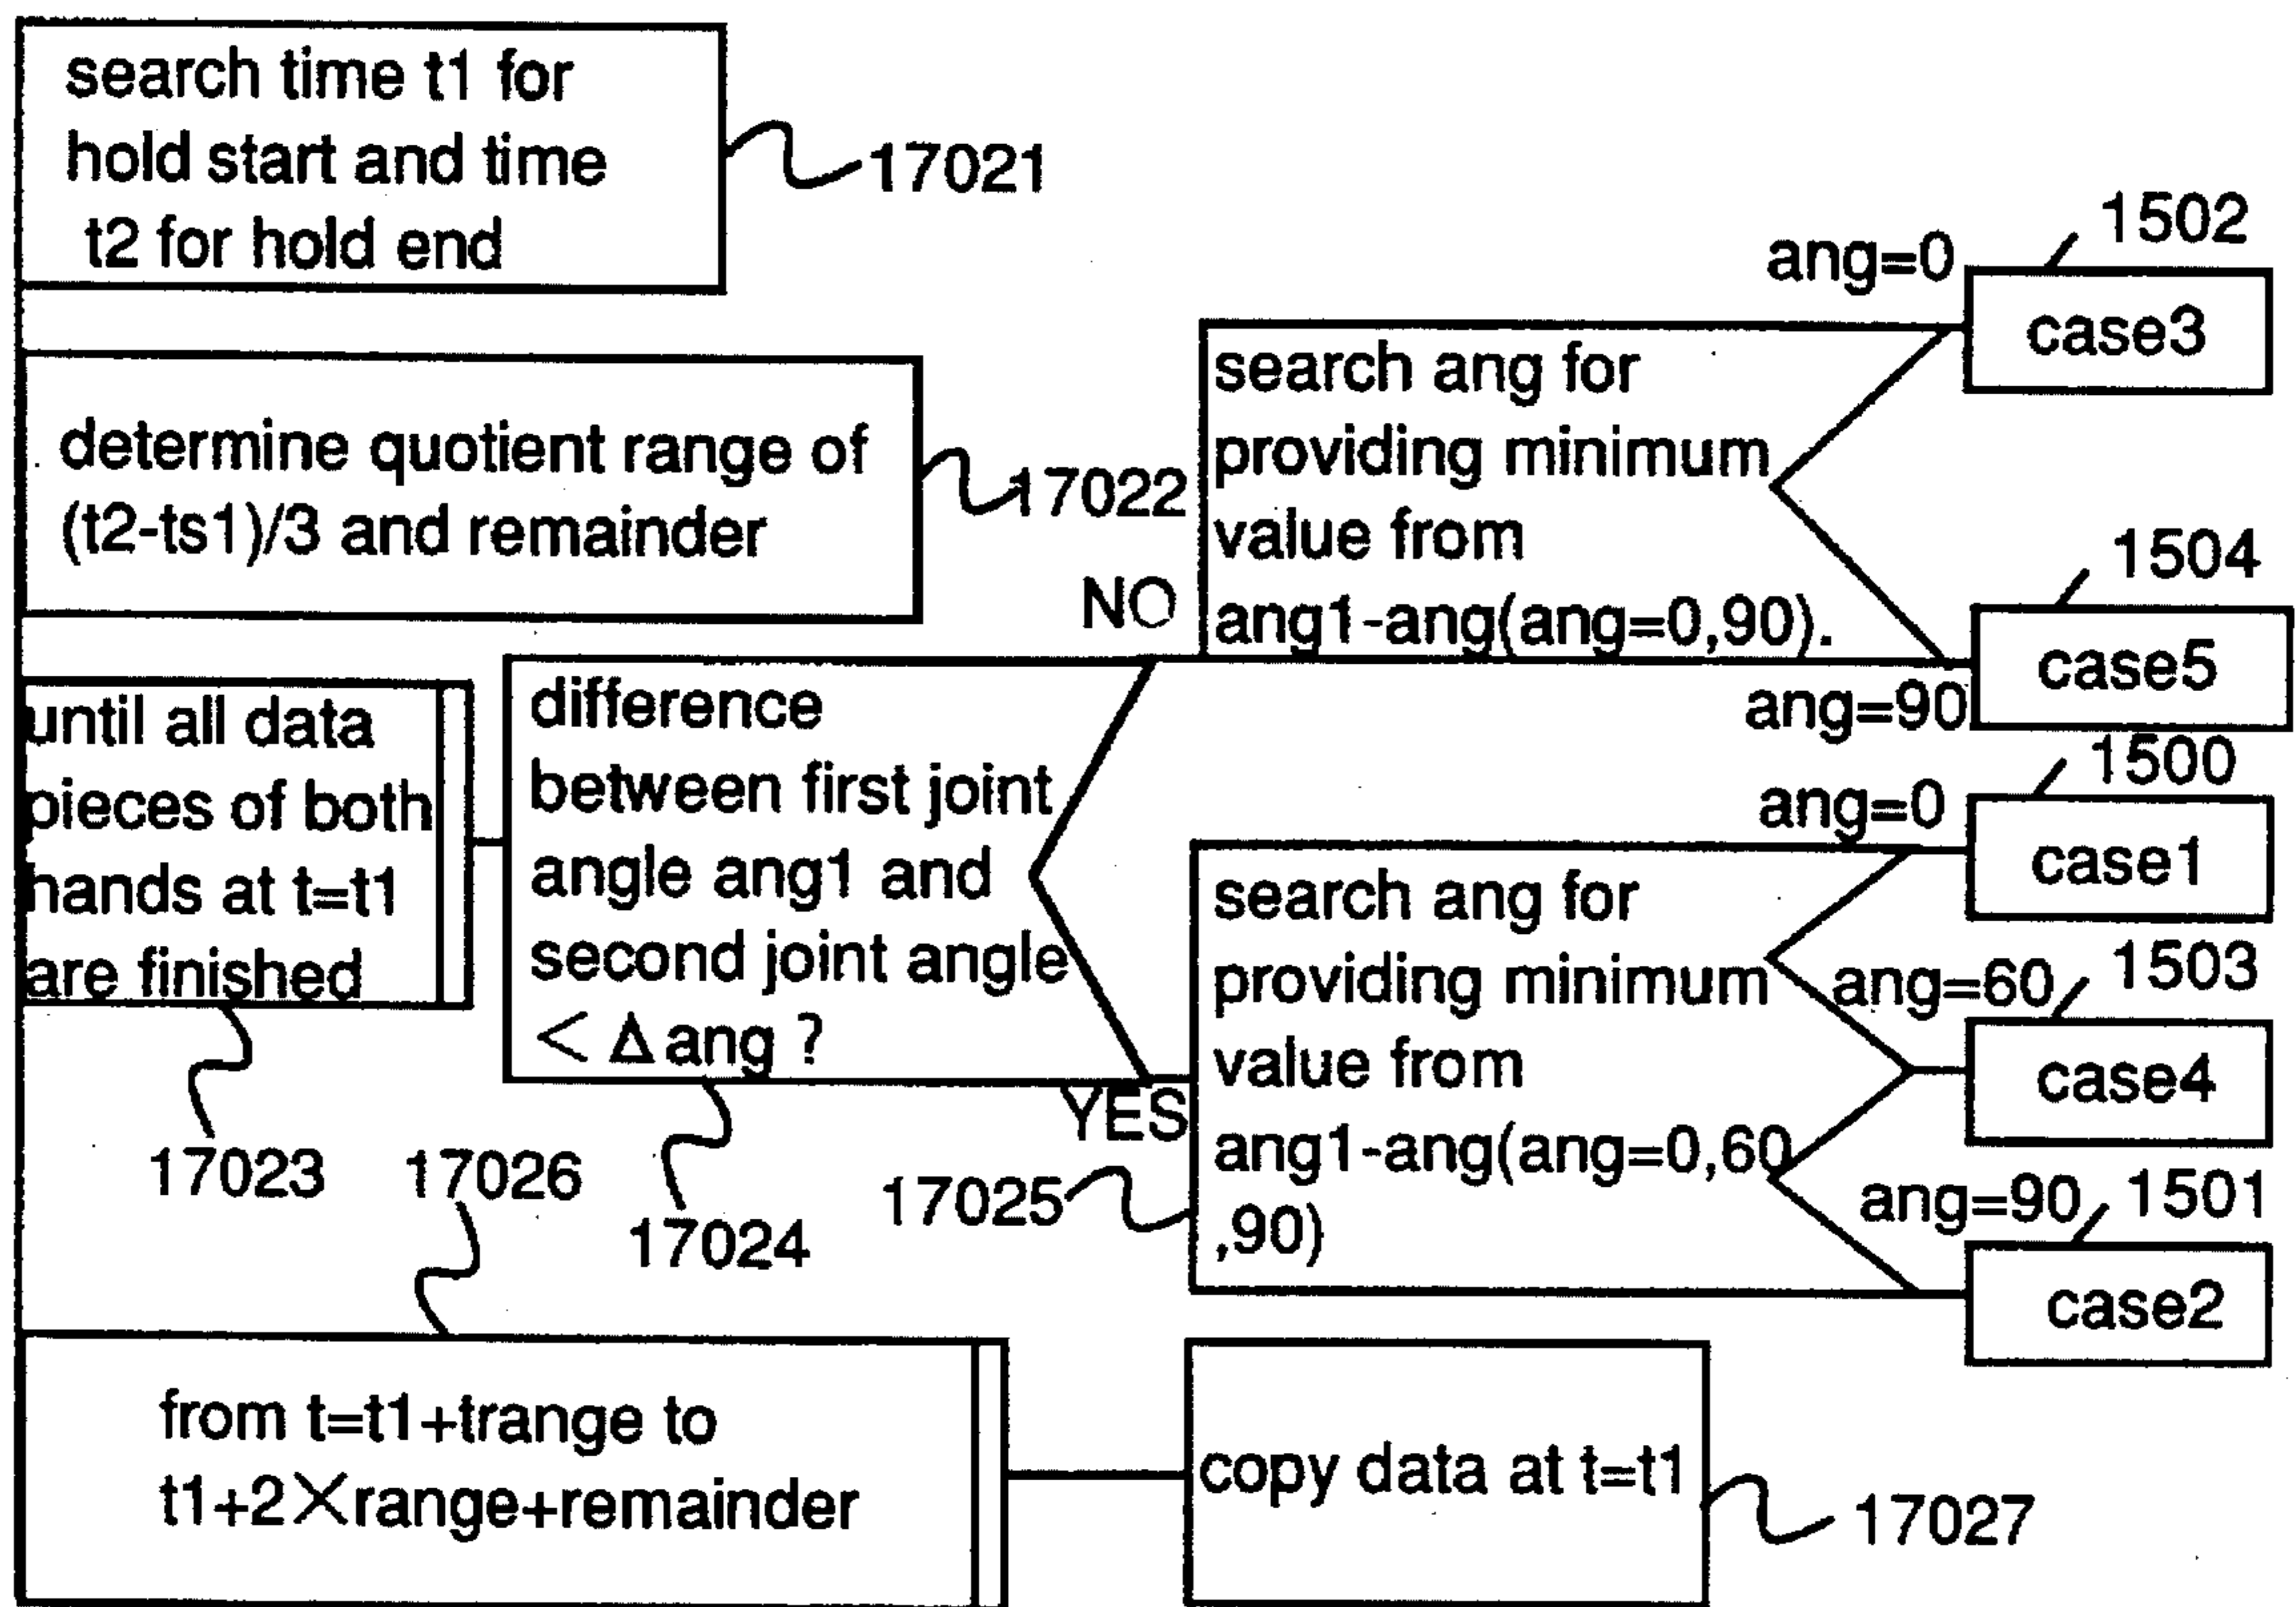 search time t1 for
hold start and time
t2 for hold end
17021
determine quotient range of
(t2-ts1)/3 and remainder
17022
NO
search ang for
providing minimum
value from
ang1-ang(ang=0,90).
ang=0
1502
case3
1504
case5
ang=90
until all data
pieces of both
hands at t=t1
are finished
17023
difference
between first joint
angle ang1 and
second joint angle
< Δang ?
17024
YES
search ang for
providing minimum
value from
ang1-ang(ang=0,60
,90)
17025
ang=0
1500
case1
ang=60
1503
case4
ang=90
1501
case2
17026
from t=t1+trange to
t1+2×range+remainder
copy data at t=t1
17027